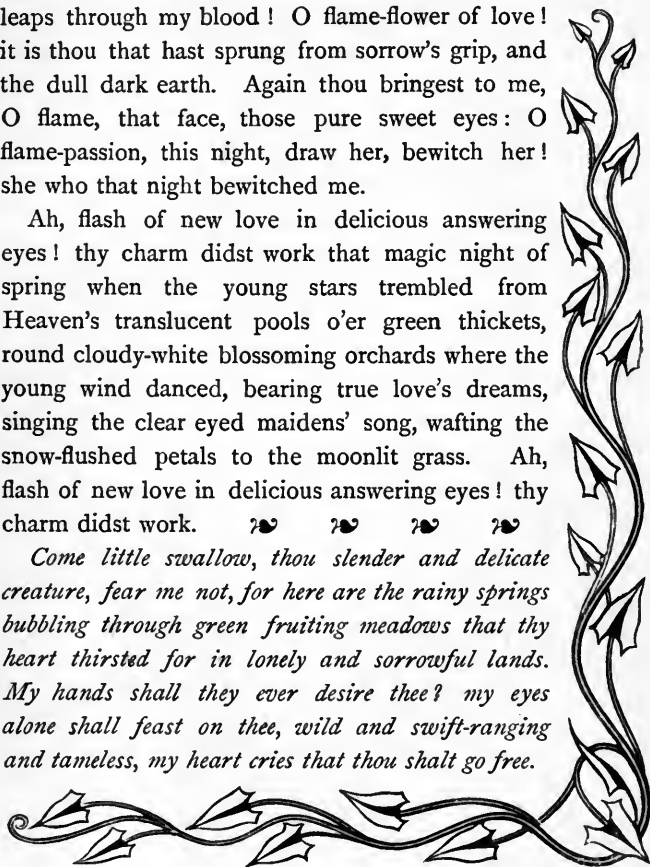 leaps through my blood ! O flame-flower of love !
it is thou that hast sprung from sorrow's grip, and
the dull dark earth. Again thou bringest to me,
O flame, that face, those pure sweet eyes : O
flame-passion, this night, draw her, bewitch her !
she who that night bewitched me.
Ah, flash of new love in delicious answering
eyes ! thy charm didst work that magic night of
spring when the young stars trembled from
Heaven's translucent pools o'er green thickets,
round cloudy-white blossoming orchards where the
young wind danced, bearing true love's dreams,
singing the clear eyed maidens' song, wafting the
snow-flushed petals to the moonlit grass. Ah,
flash of new love in delicious answering eyes ! thy
charm didst work.
Come little swallow, thou slender and delicate
creature, fear me not, for here are the rainy springs
bubbling through green fruiting meadows that thy
heart thirsted for in lonely and sorrowful lands.
My hands shall they ever desire thee ? my eyes
alone shall feast on thee, wild and swift-ranging
and tameless, my heart cries that thou shalt go free.